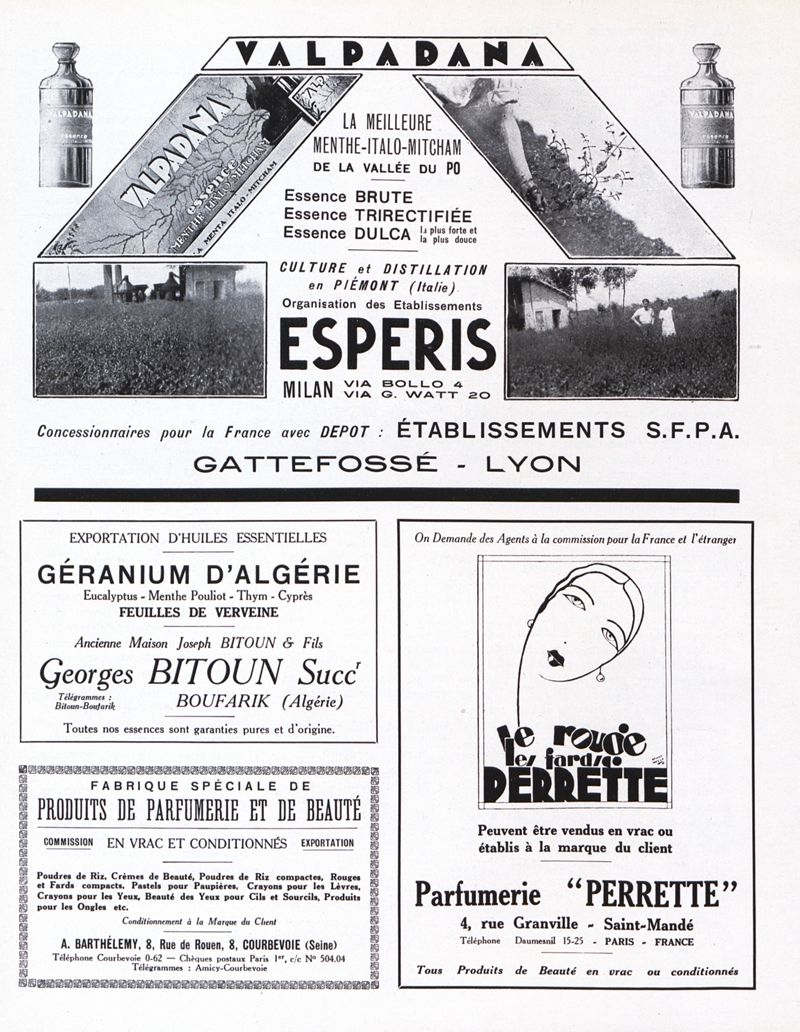 VALPADANA
VALPADANA
essence
VALPADANA
essence
VALP
VALPADANA
essence
MENTHE ITALO MITCHAM
LA MENTA ITALO-MITCHAM
LA MEILLEURE
MENTHE-ITALO-MITCHAM
DE LA VALLÉE DU PO
Essence BRUTE
Essence TRIRECTIFIÉE
Essence DULCA la plus forte et
la plus douce
CULTURE et DISTILLATION
en PIÉMONT (Italie).
Organisation des Etablissements
ESPERIS
MILAN VIA BOLLO 4
VIA G. WATT 20
Concessionnaires pour la France avec DEPOT : ÉTABLISSEMENTS S.F.P.A.
GATTEFOSSÉ - LYON
EXPORTATION D'HUILES ESSENTIELLES
GÉRANIUM D'ALGÉRIE
Eucalyptus - Menthe Pouliot - Thym - Cyprès
FEUILLES DE VERVEINE
Ancienne Maison Joseph BITOUN & Fils
Georges BITOUN Succr
Télégrammes :
Bitoun-Boufarik
BOUFARIK (Algérie)
Toutes nos essences sont garanties pures et d'origine.
FABRIQUE SPÉCIALE DE
PRODUITS DE PARFUMERIE ET DE BEAUTÉ
COMMISSION EN VRAC ET CONDITIONNÉS EXPORTATION
Poudres de Riz, Crèmes de Beauté, Poudres de Riz compactes, Rouges
et Fards compacts, Pastels pour Paupières, Crayons pour les Lèvres,
Crayons pour les Yeux, Beauté des Yeux pour Cils et Sourcils, Produits
pour les Ongles etc.
Conditionnement à la Marque du Client
A. BARTHÉLEMY, 8, Rue de Rouen, 8, COURBEVOIE (Seine)
Téléphone Courbevoie 0-62 — Chèques postaux Paris 1er, c/c No 504.04
Télégrammes : Amicy-Courbevoie
On Demande des Agents à la commission pour la France et l'étranger
le rouge
les fards
PERRETTE
Peuvent être vendus en vrac ou
établis à la marque du client
Parfumerie "PERRETTE"
4, rue Granville - Saint-Mandé
Téléphone Daumesnil 15-25 - PARIS - FRANCE
Tous Produits de Beauté en vrac ou conditionnés